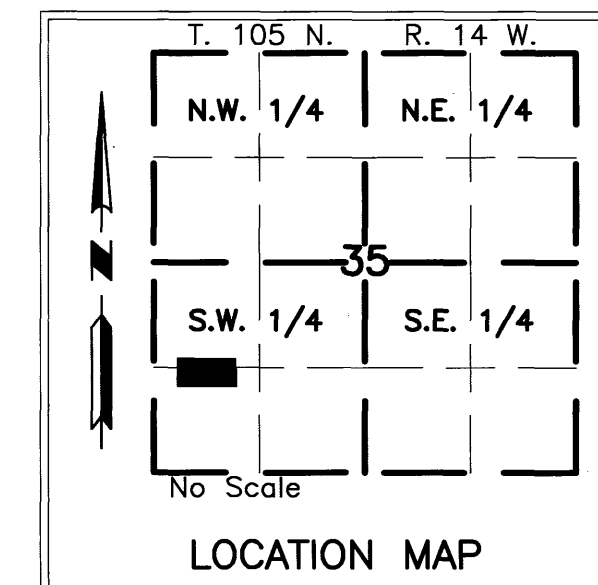 T. 105 N. R. 14 W.
N.W. 1/4 N.E. 1/4
N
35
S.W. 1/4 S.E. 1/4
No Scale
LOCATION MAP